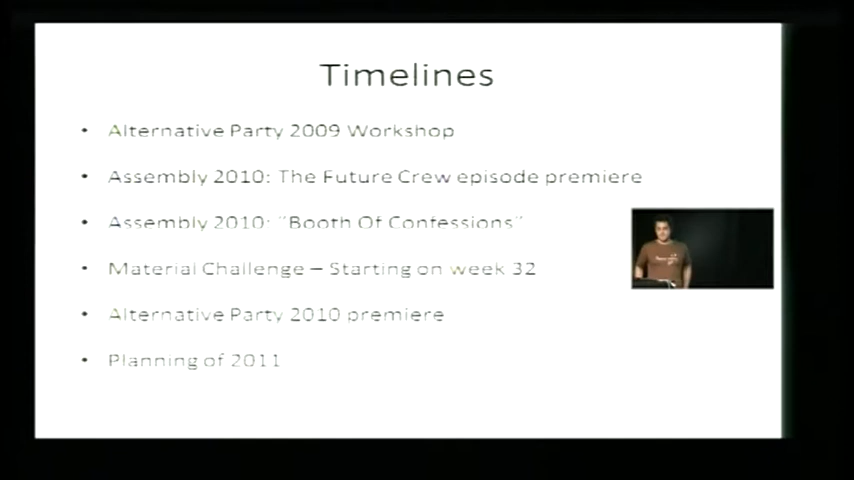 Timelines
• Alternative Party 2009 Workshop
• Assembly 2010: The Future Crew episode premiere
• Assembly 2010: "Booth Of Confessions"
• Material Challenge – Starting on week 32
• Alternative Party 2010 premiere
• Planning of 2011